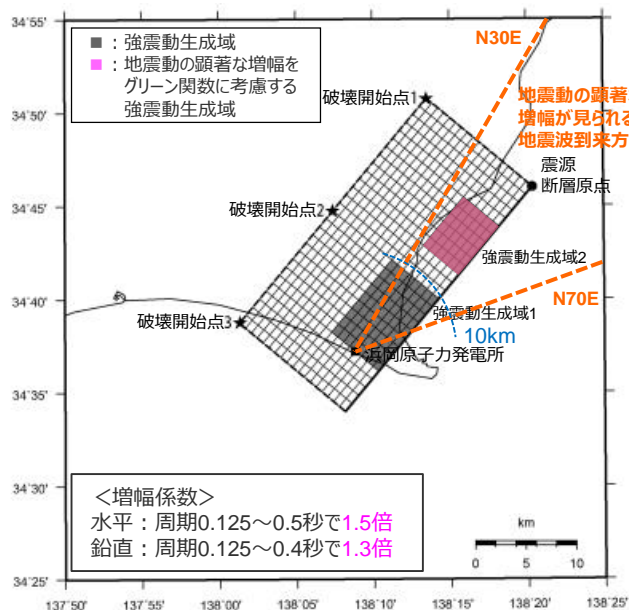 34°55'
34°50'
34°45'
34°40'
34°35'
34°30'
34°25'
■ : 強震動生成域
■ : 地震動の顕著な増幅を
グリーン関数に考慮する
強震動生成域
N30E
破壊開始点1
地震動の顕著
増幅が見られる
地震波到来方
震源
断層原点
破壊開始点2
強震動生成域2
N70E
強震動生成域1
破壊開始点3
10km
浜岡原子力発電所
＜増幅係数＞
水平：周期0.125～0.5秒で1.5倍
鉛直：周期0.125～0.4秒で1.3倍
km
0 5 10
137°50' 137°55' 138°00' 138°05' 138°10' 138°15' 138°20' 138°25'